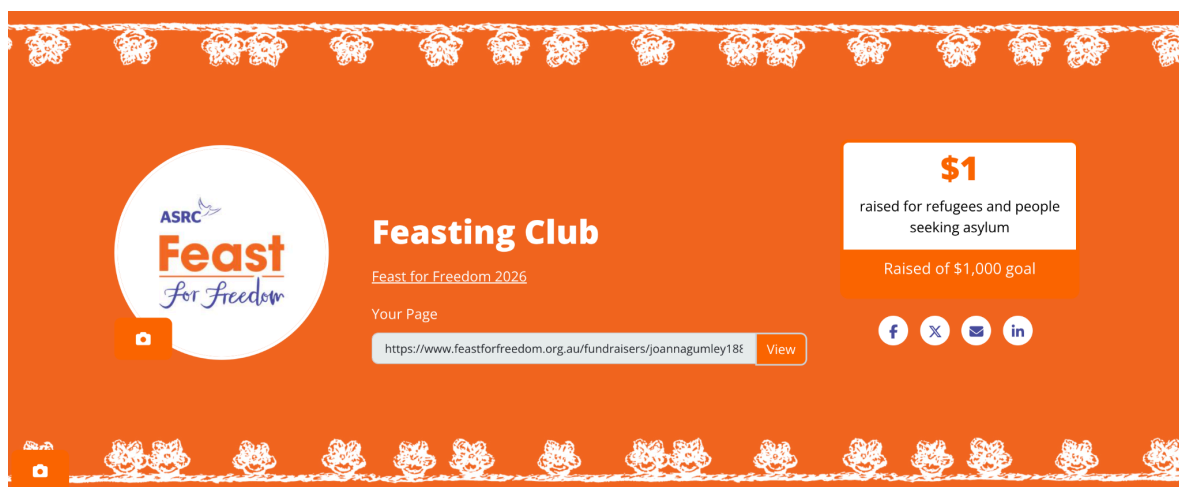 ASRC
Feast
For Freedom
Feasting Club
Feast for Freedom 2026
Your Page
https://www.feastforfreedom.org.au/fundraisers/joannagumley188
View
$1
raised for refugees and people
seeking asylum
Raised of $1,000 goal